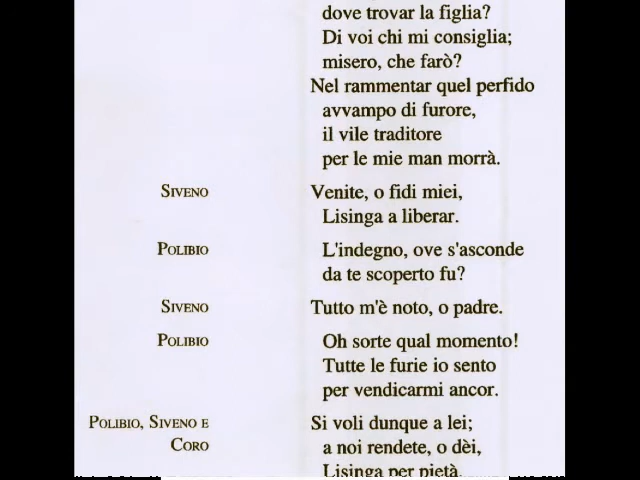 dove trovar la figlia?
Di voi chi mi consiglia;
misero, che farò?
Nel rammentar quel perfido
avvampo di furore,
il vile traditore
per le mie man morrà.
SIVENO Venite, o fidi miei,
Lisinga a liberar.
POLIBIO L'indegno, ove s'asconde
da te scoperto fu?
SIVENO Tutto m'è noto, o padre.
POLIBIO Oh sorte qual momento!
Tutte le furie io sento
per vendicarmi ancor.
POLIBIO, SIVENO E Si voli dunque a lei;
CORO a noi rendete, o dèi,
Lisinga per pietà.